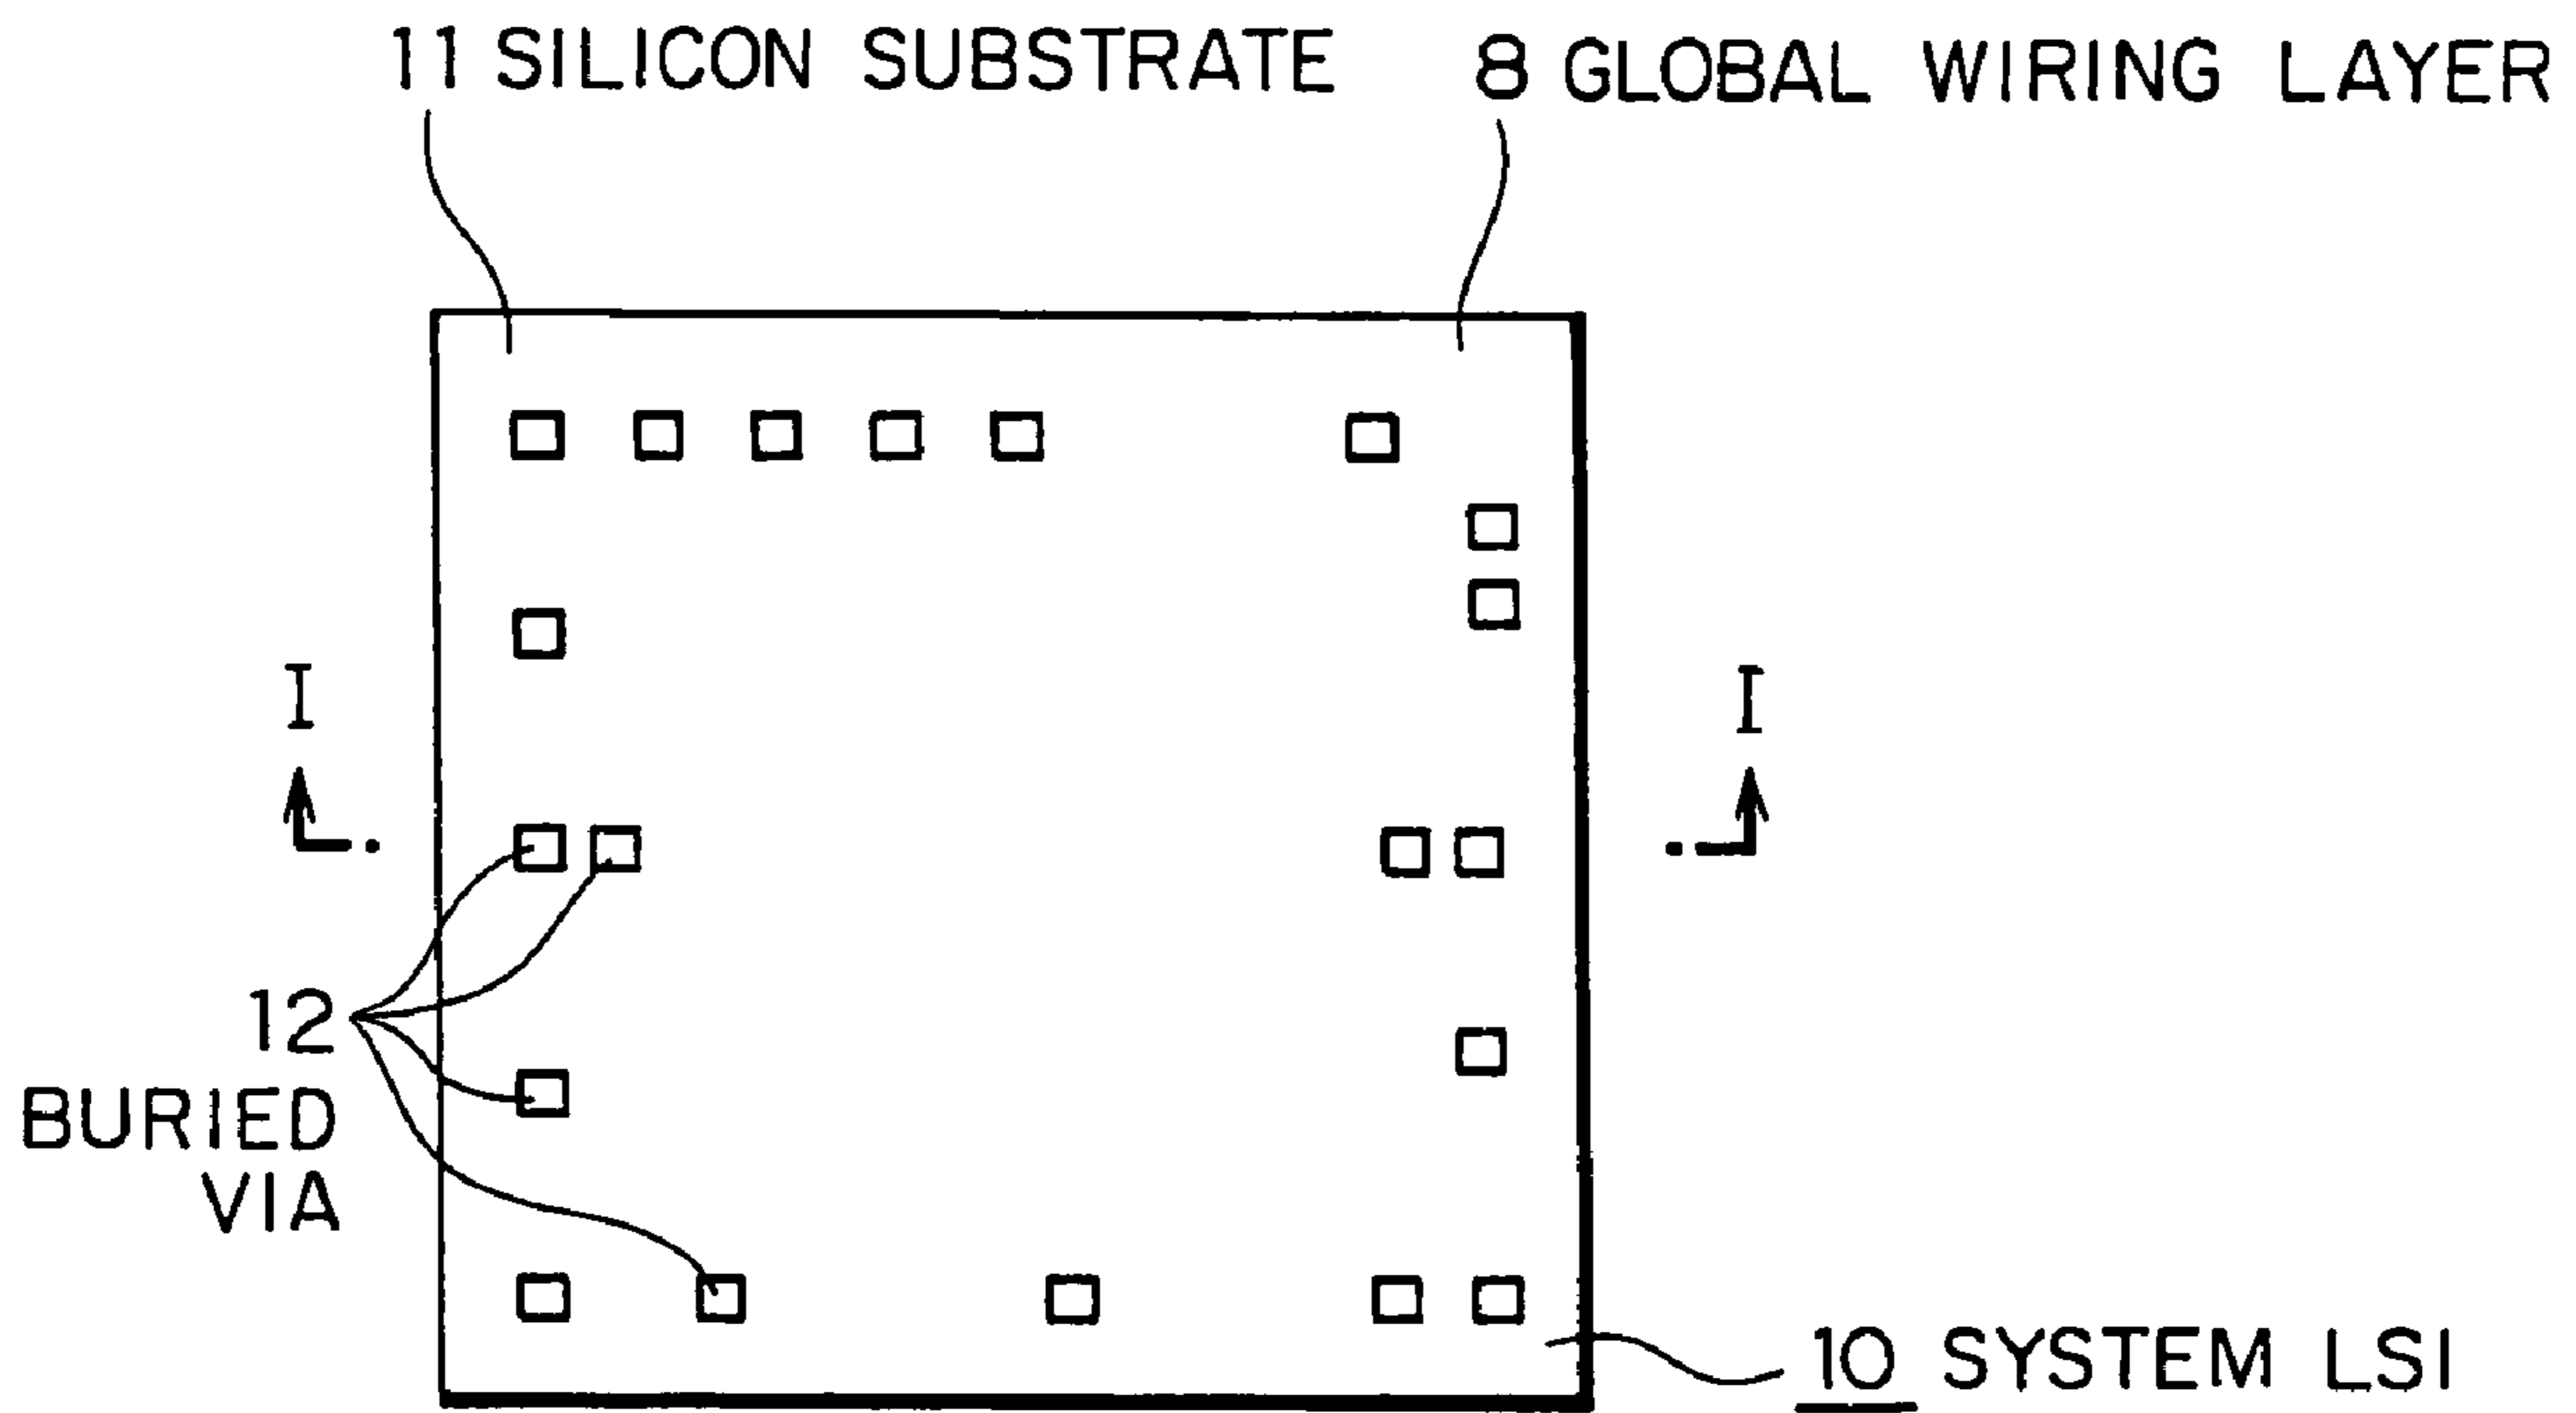 11 SILICON SUBSTRATE
8 GLOBAL WIRING LAYER
I
I
12
BURIED
VIA
10 SYSTEM LSI